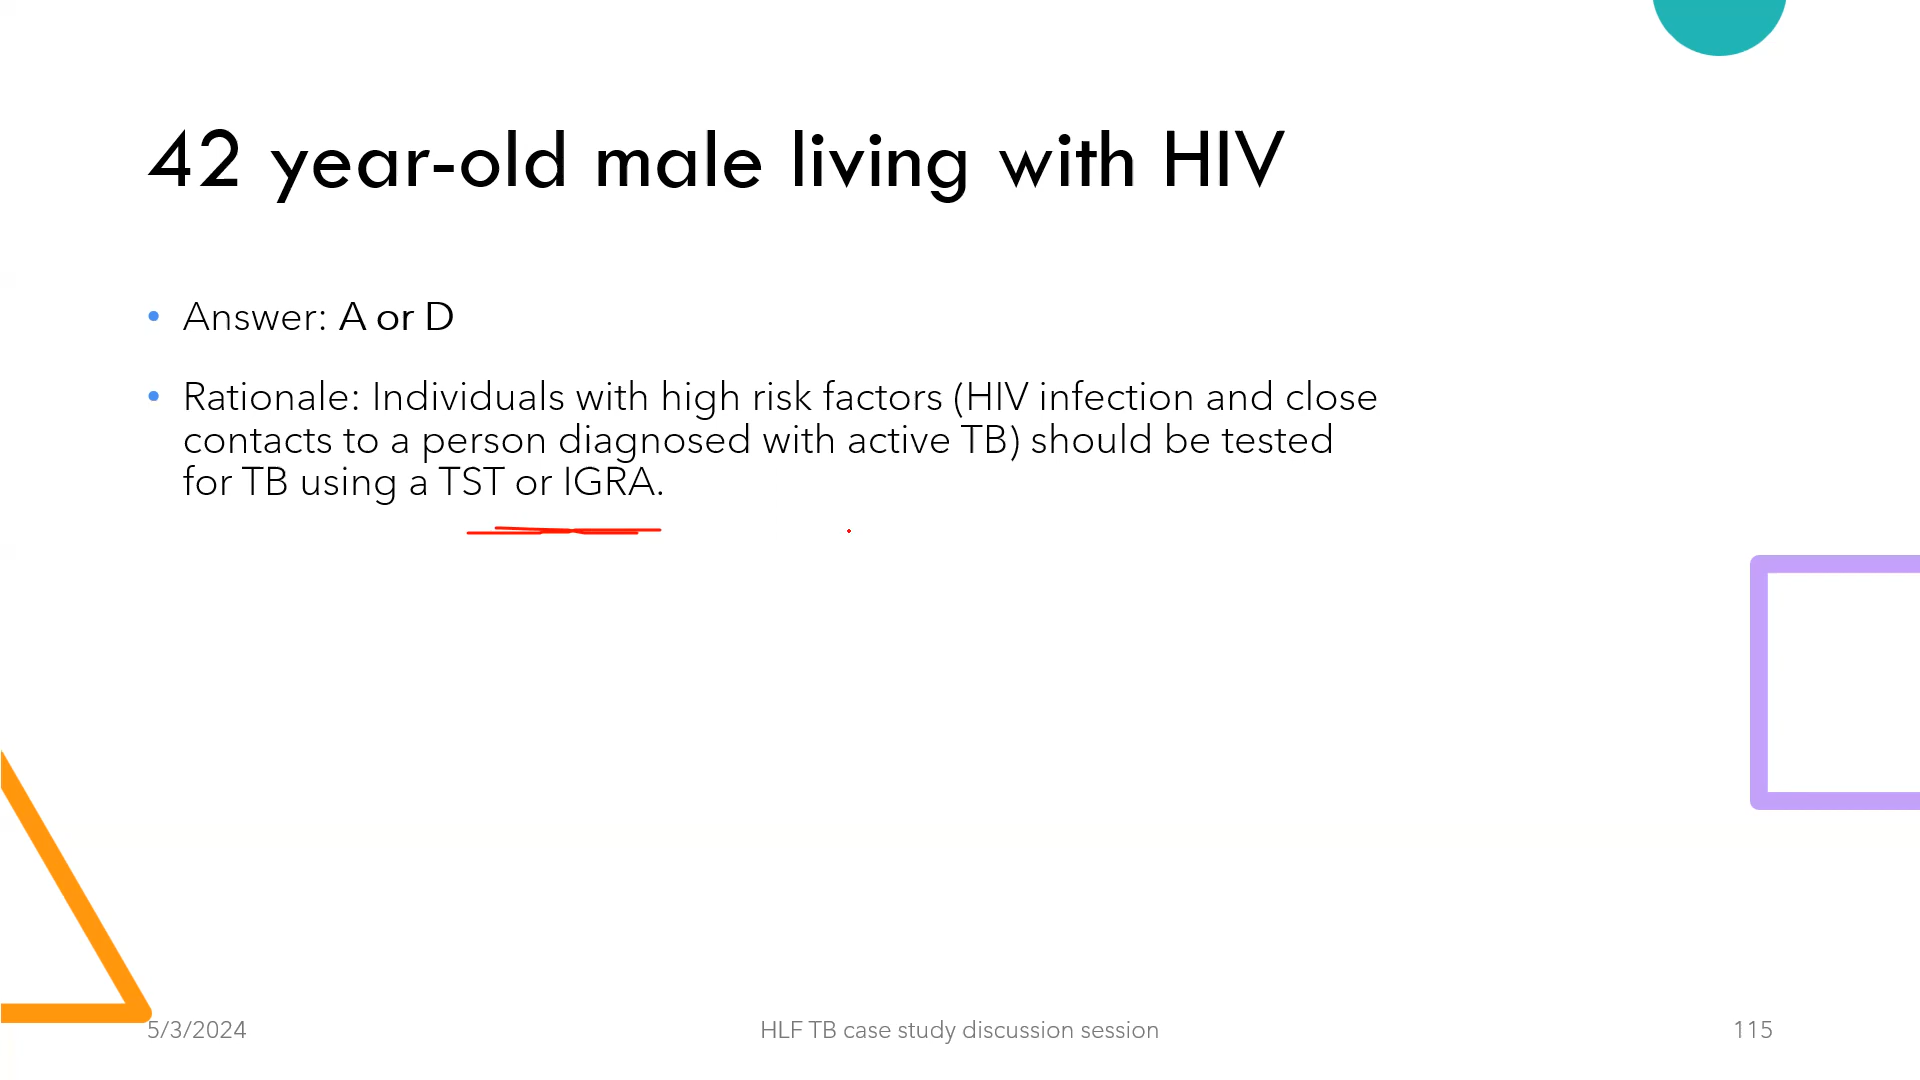 42 year-old male living with HIV
• Answer: A or D
• Rationale: Individuals with high risk factors (HIV infection and close
contacts to a person diagnosed with active TB) should be tested
for TB using a TST or IGRA.
5/3/2024
HLF TB case study discussion session
115